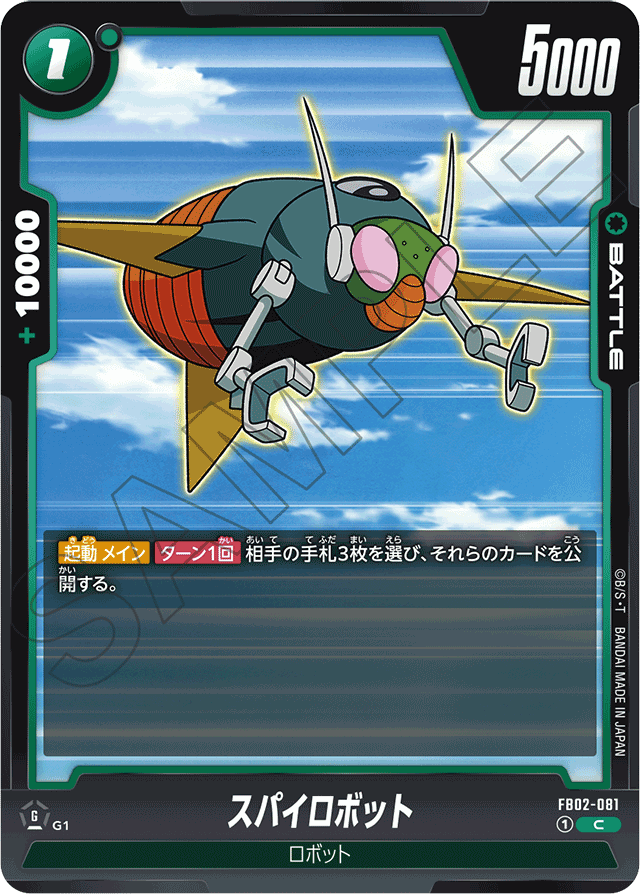 1
5000
+ 10000
BATTLE
SAMPLE
起動メイン ターン1回 相手の手札3枚を選び、それらのカードを公
開する。
©B/S・T BANDAI MADE IN JAPAN
スパイロボット
FB02-081
G G1
① C
ロボット